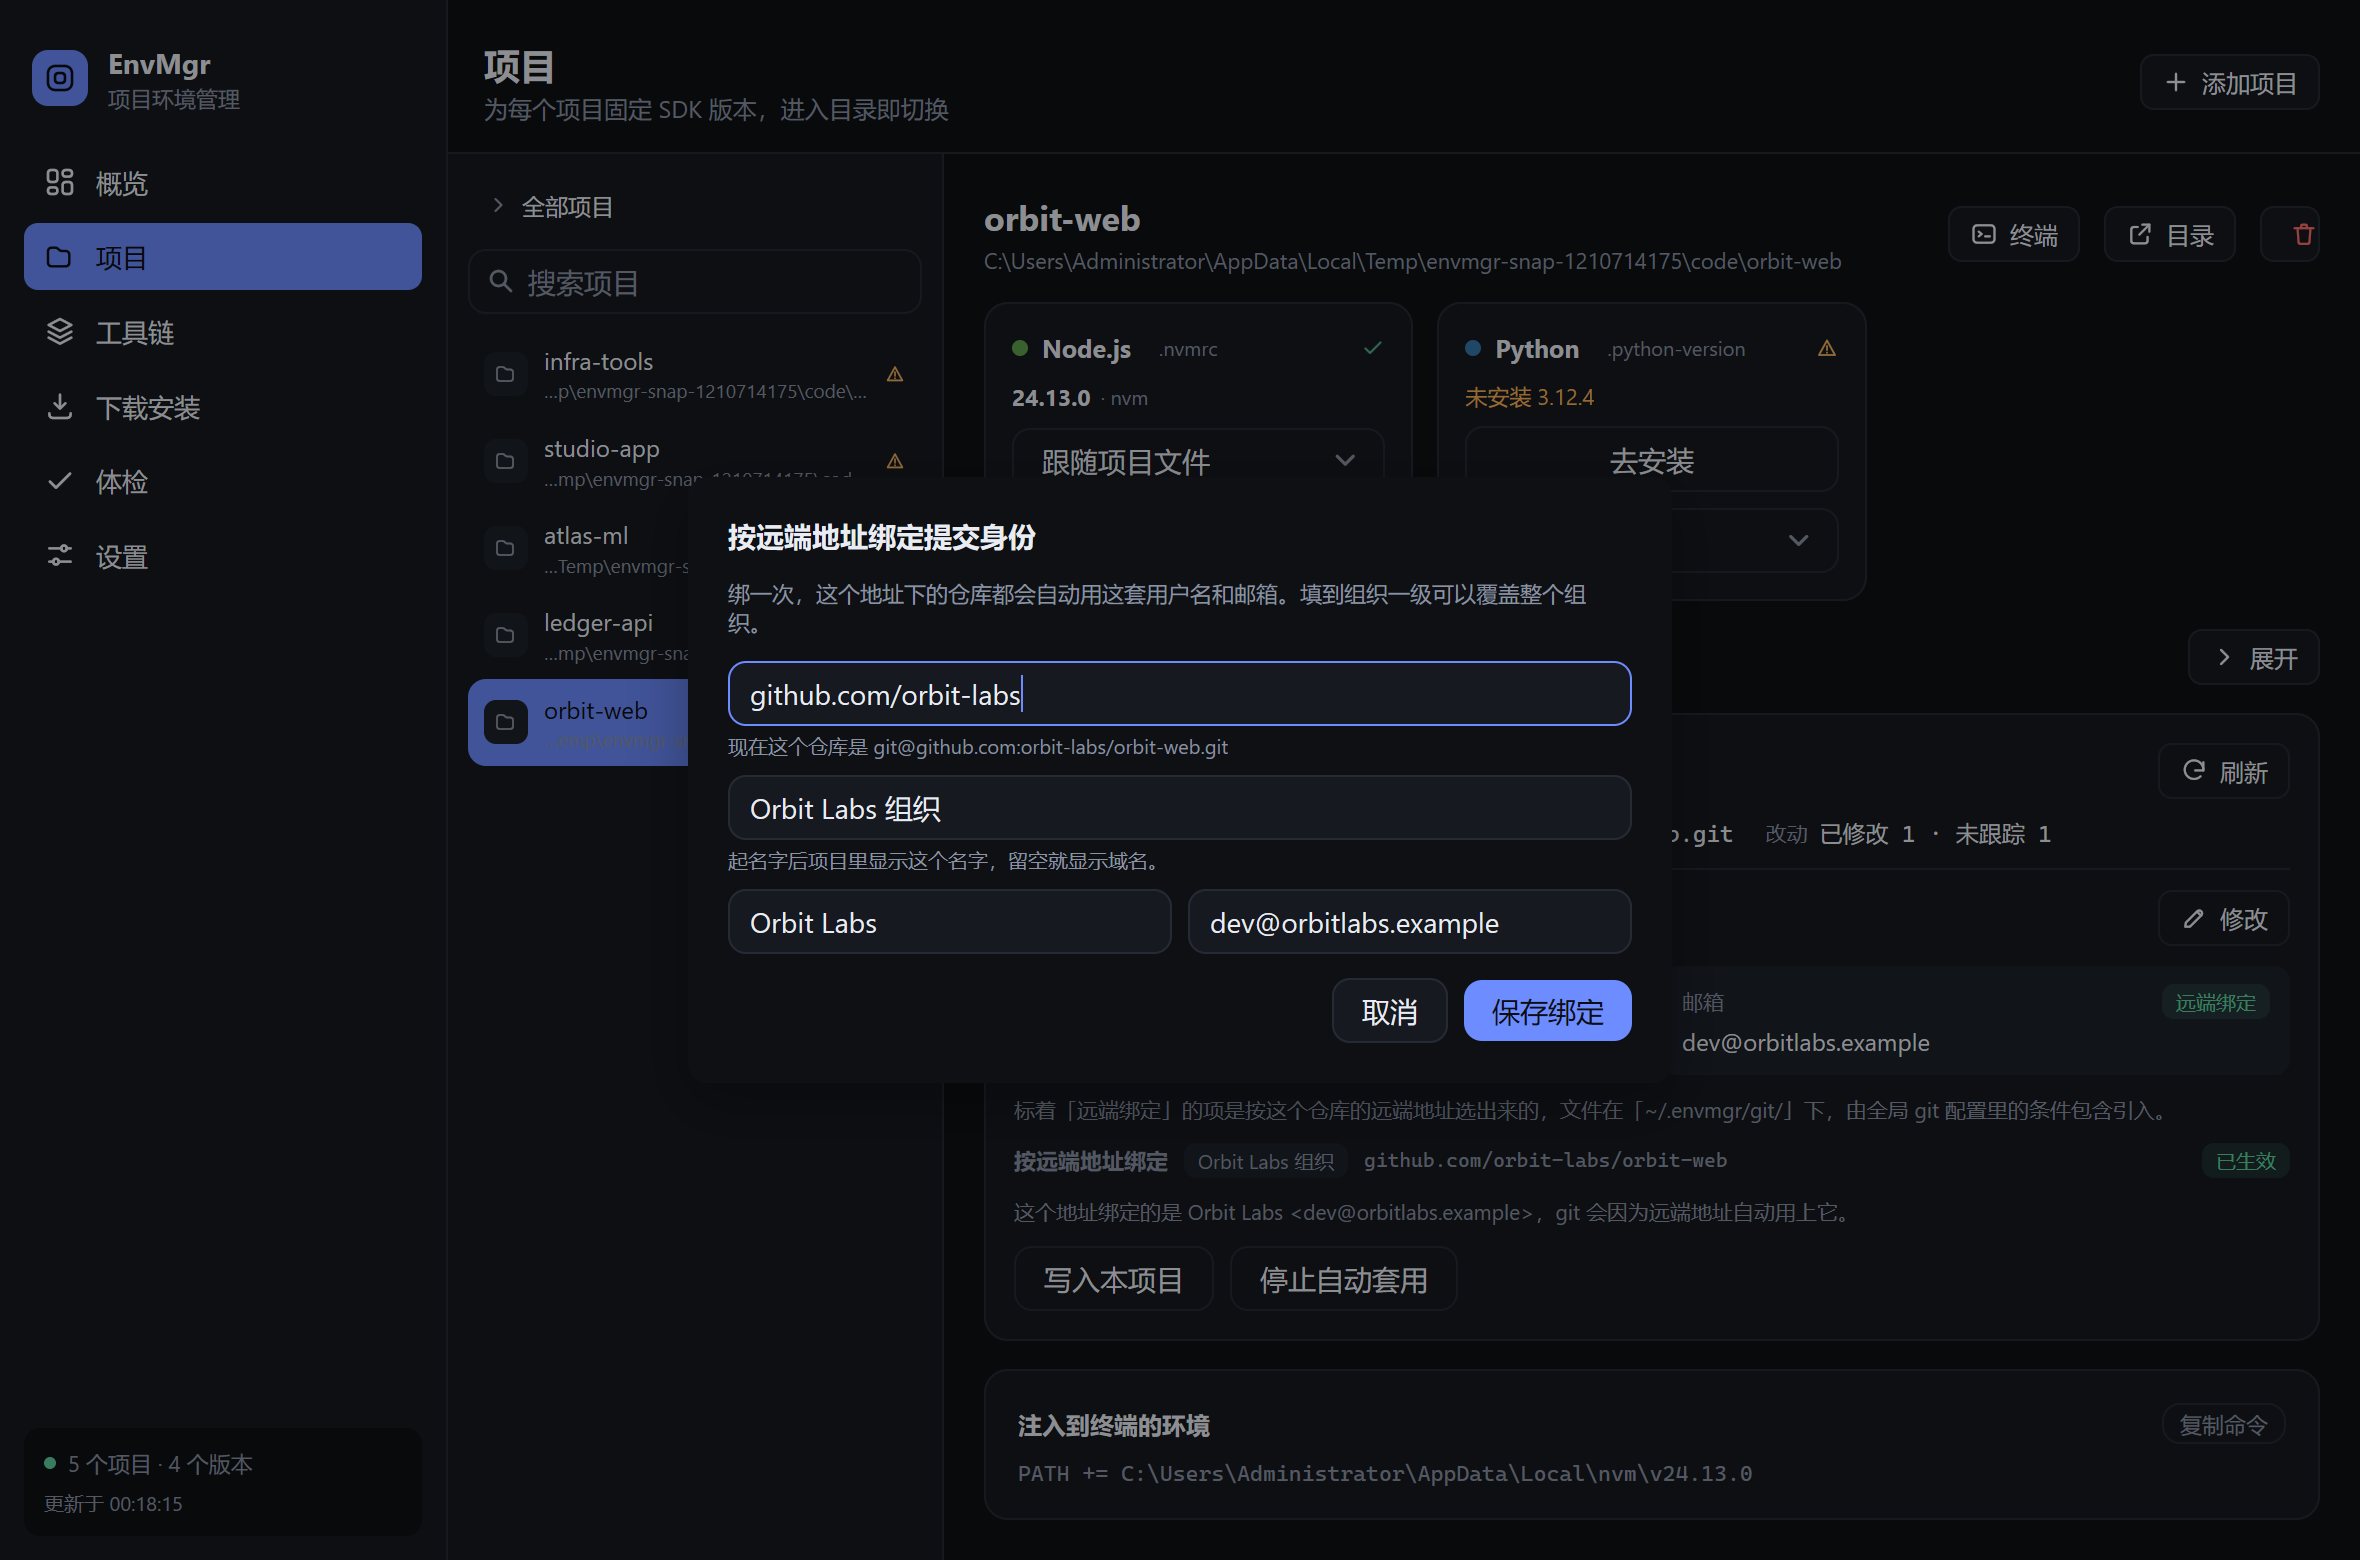 EnvMgr
项目环境管理
概览
项目
工具链
下载安装
体检
设置
5 个项目 · 4 个版本
更新于 00:18:15
项目
为每个项目固定 SDK 版本，进入目录即切换
添加项目
全部项目
搜索项目
infra-tools
...p\envmgr-snap-1210714175\code\...
studio-app
atlas-ml
...Temp\envmgr-s
ledger-api
...mp\envmgr-sna
orbit-web
orbit-web
C:\Users\Administrator\AppData\Local\Temp\envmgr-snap-1210714175\code\orbit-web
终端
目录
Node.js .nvmrc
24.13.0 · nvm
跟随项目文件
Python .python-version
未安装 3.12.4
去安装
展开
刷新
.git 改动 已修改 1 · 未跟踪 1
修改
邮箱
远端绑定
dev@orbitlabs.example
按远端地址绑定提交身份
绑一次，这个地址下的仓库都会自动用这套用户名和邮箱。填到组织一级可以覆盖整个组
织。
github.com/orbit-labs
现在这个仓库是 git@github.com:orbit-labs/orbit-web.git
Orbit Labs 组织
起名字后项目里显示这个名字，留空就显示域名。
Orbit Labs
dev@orbitlabs.example
取消
保存绑定
标着「远端绑定」的项是按这个仓库的远端地址选出来的，文件在「~/.envmgr/git/」下，由全局 git 配置里的条件包含引入。
按远端地址绑定 Orbit Labs 组织 github.com/orbit-labs/orbit-web 已生效
这个地址绑定的是 Orbit Labs <dev@orbitlabs.example>，git 会因为远端地址自动用上它。
写入本项目
停止自动套用
注入到终端的环境
复制命令
PATH += C:\Users\Administrator\AppData\Local\nvm\v24.13.0